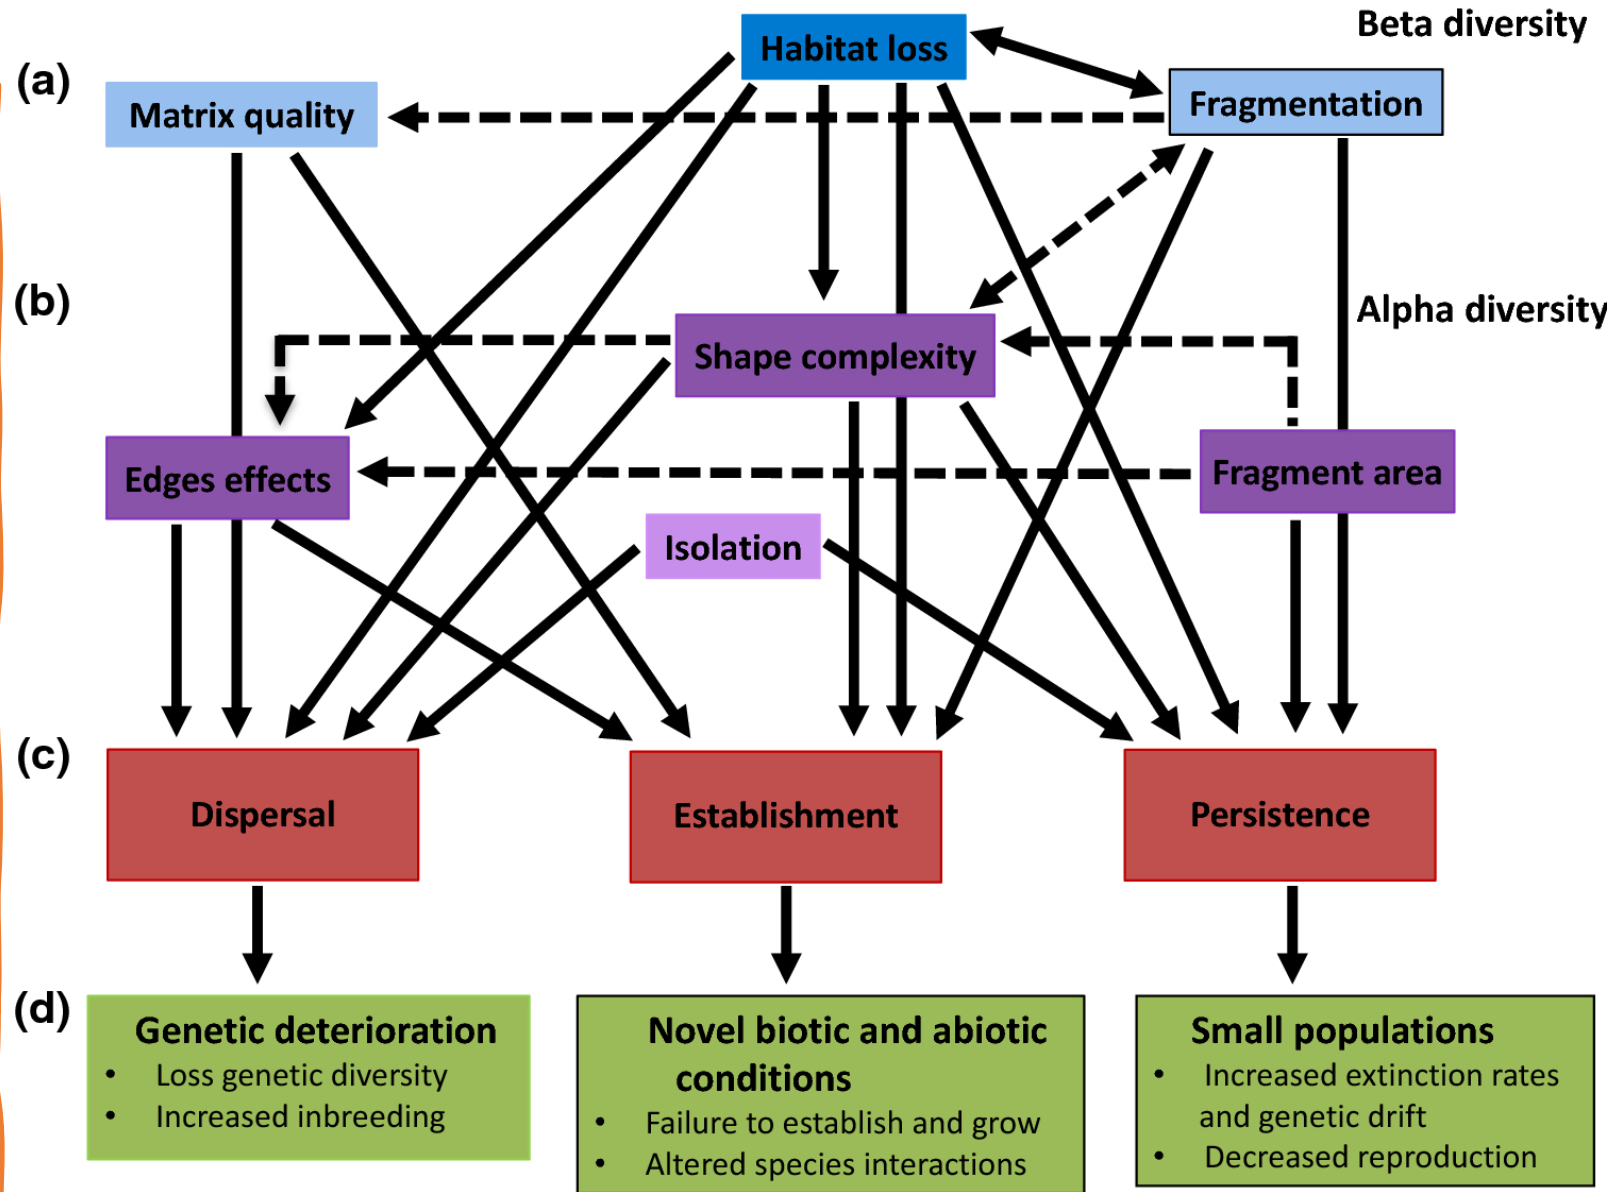 Beta diversity
Habitat loss
(a)
Matrix quality
Fragmentation
(b)
Alpha diversity
Shape complexity
Edges effects
Fragment area
Isolation
(c)
Dispersal
Establishment
Persistence
(d)
Genetic deterioration
• Loss genetic diversity
• Increased inbreeding
Novel biotic and abiotic
conditions
• Failure to establish and grow
• Altered species interactions
Small populations
• Increased extinction rates
and genetic drift
• Decreased reproduction